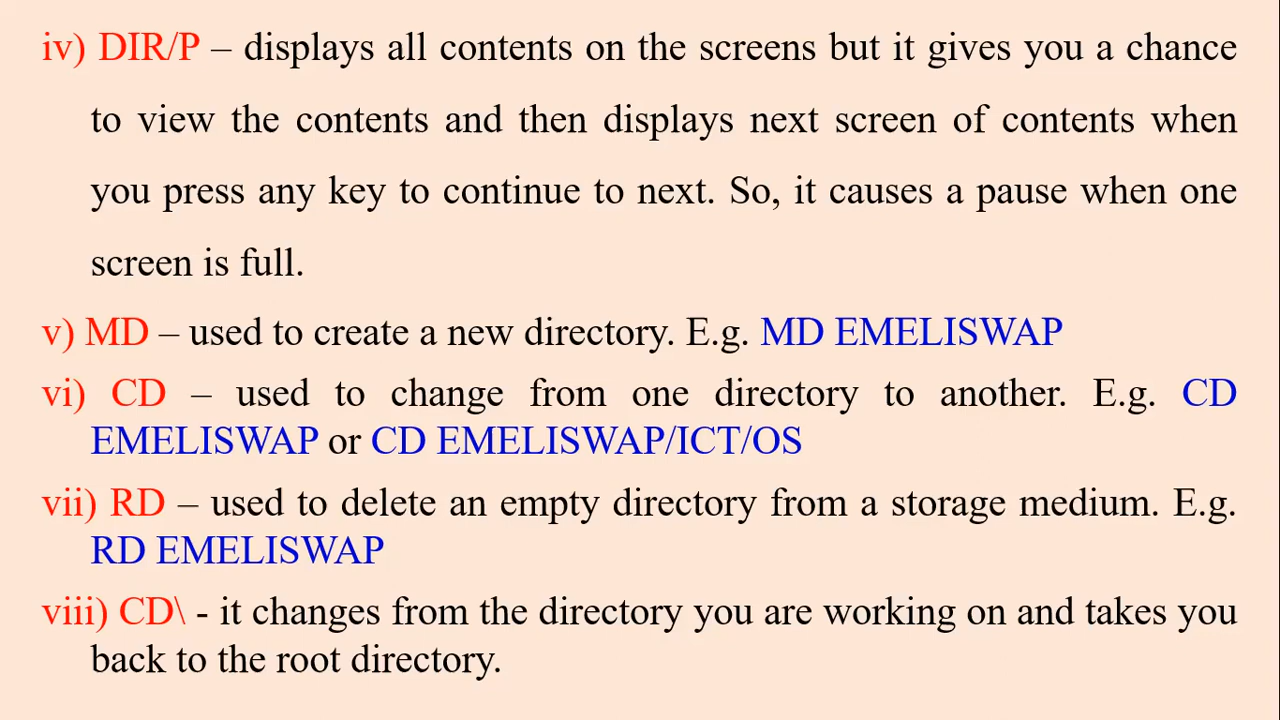 iv) DIR/P – displays all contents on the screens but it gives you a chance
to view the contents and then displays next screen of contents when
you press any key to continue to next. So, it causes a pause when one
screen is full.
v) MD – used to create a new directory. E.g. MD EMELISWAP
vi) CD – used to change from one directory to another. E.g. CD
EMELISWAP or CD EMELISWAP/ICT/OS
vii) RD – used to delete an empty directory from a storage medium. E.g.
RD EMELISWAP
viii) CD\ - it changes from the directory you are working on and takes you
back to the root directory.